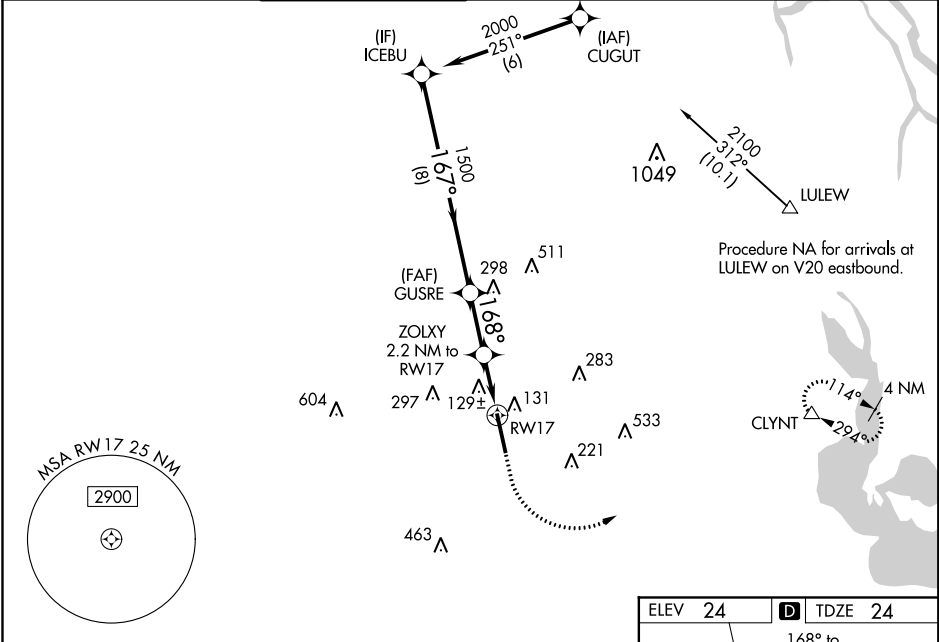 2000
251°
(6)
(IF)
ICEBU
(IAF)
CUGUT
1500
167°
(8)
2100
312°
(10.1)
1049
LULEW
Procedure NA for arrivals at
LULEW on V20 eastbound.
(FAF)
GUSRE
298
511
168°
ZOLXY
2.2 NM to
RW17
283
604
297
129±
131
RW17
533
221
114°
4 NM
CLYNT
294°
MSA RW17 25 NM
2900
463
ELEV 24 D TDZE 24
168° to